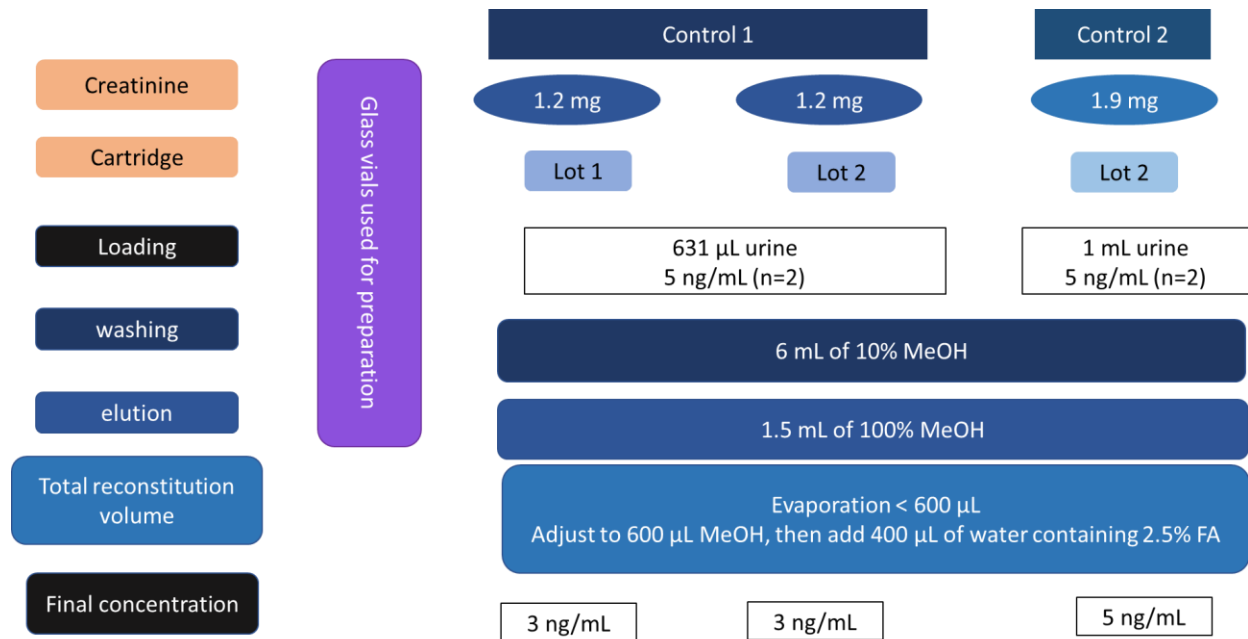 Control 1
Control 2
Creatinine
1.2 mg
1.2 mg
1.9 mg
Cartridge
Lot 1
Lot 2
Lot 2
Glass vials used for preparation
Loading
631 µL urine
5 ng/mL (n=2)
1 mL urine
5 ng/mL (n=2)
washing
6 mL of 10% MeOH
elution
1.5 mL of 100% MeOH
Total reconstitution
volume
Evaporation < 600 µL
Adjust to 600 µL MeOH, then add 400 µL of water containing 2.5% FA
Final concentration
3 ng/mL
3 ng/mL
5 ng/mL